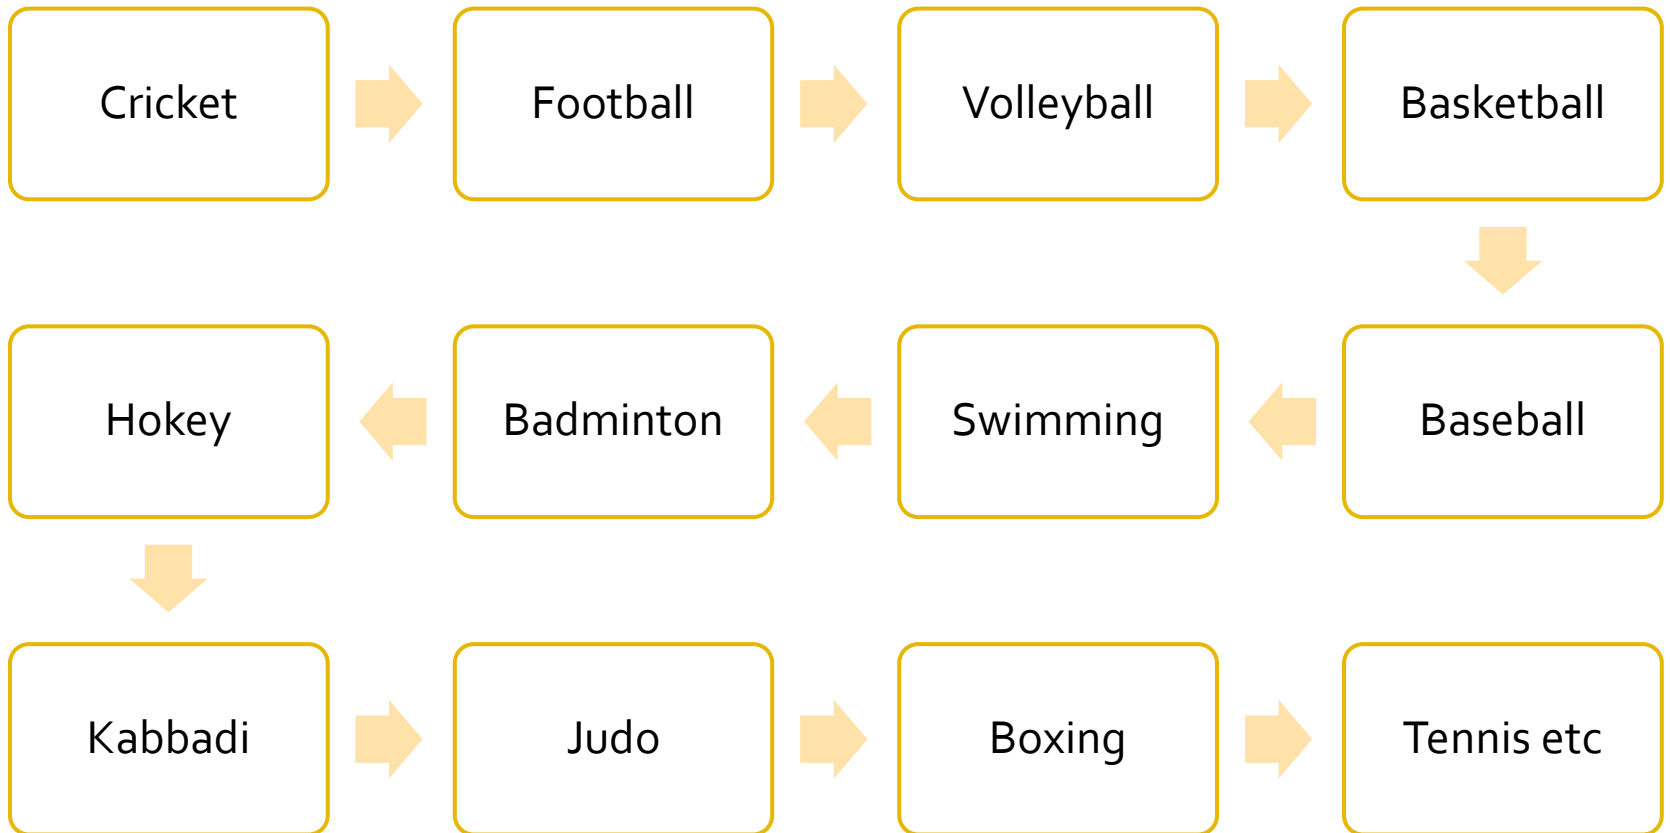 Cricket
Football
Volleyball
Basketball
Baseball
Swimming
Badminton
Hokey
Kabbadi
Judo
Boxing
Tennis etc